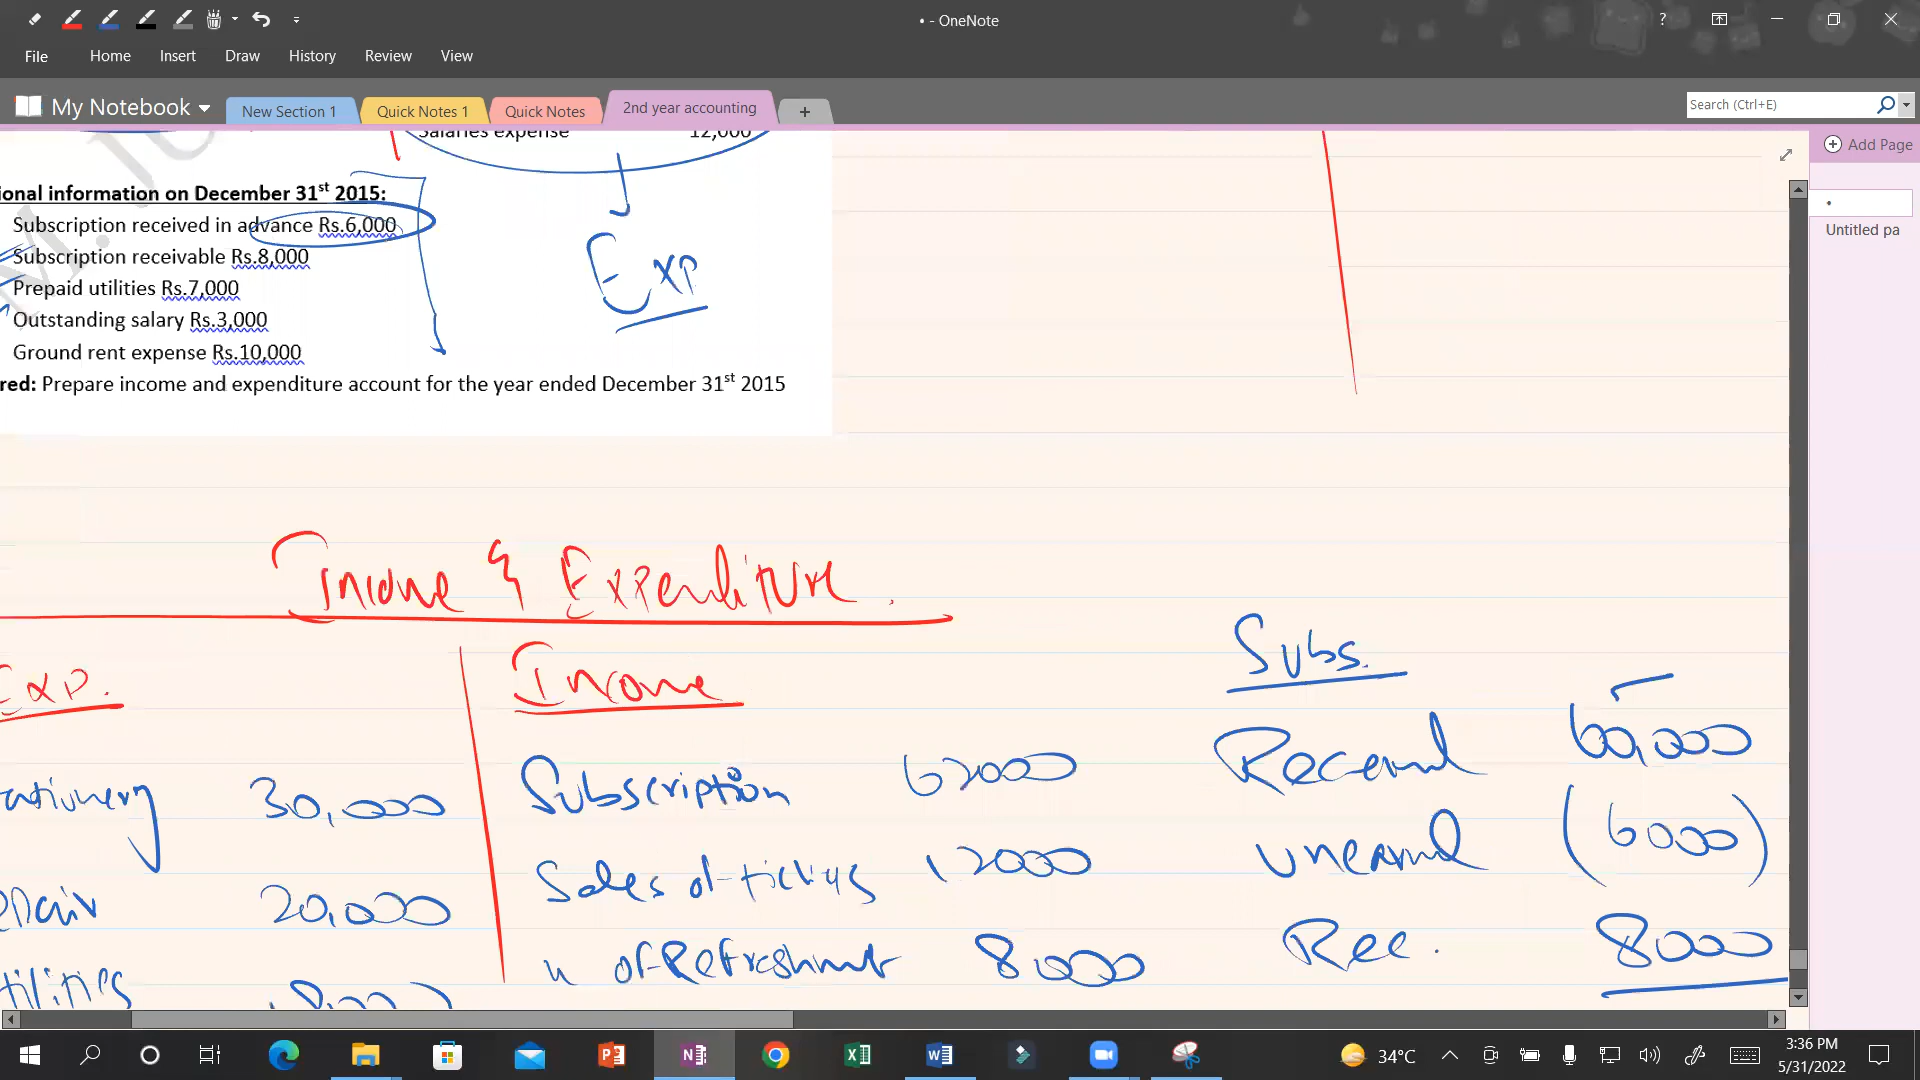 • - OneNote
?
File Home Insert Draw History Review View
My Notebook
New Section 1
Quick Notes 1
Quick Notes
2nd year accounting
+
Search (Ctrl+E)
Add Page
•
Untitled pa
Salaries expense 12,000
ional information on December 31st 2015:
Subscription received in advance Rs.6,000
Subscription receivable Rs.8,000
Prepaid utilities Rs.7,000
Outstanding salary Rs.3,000
Ground rent expense Rs.10,000
red: Prepare income and expenditure account for the year ended December 31st 2015
Exp
Income & Expenditure
Exp.
Income
Subs.
Subscription 62000
Received 60,000
tationery 30,000
Sales of tickets 12000
unearned (6000)
epair 20,000
" of Refreshment 8000
Rec. 8000
tilities
34°C
3:36 PM
5/31/2022